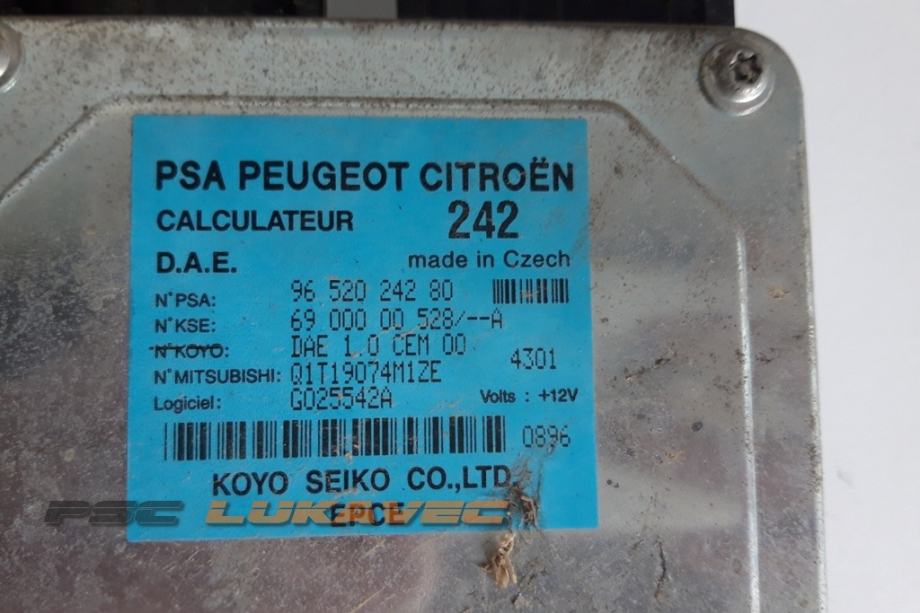 PSA PEUGEOT CITROËN
CALCULATEUR 242
D.A.E. made in Czech
N°PSA: 96 520 242 80
N°KSE: 69 000 00 528/--A
N°KOYO: DAE 1.0 CEM 00 4301
N°MITSUBISHI: Q1T19074M1ZE
Logiciel: G025542A Volts : +12V
0896
KOYO SEIKO CO.,LTD.
EPCE
PSC LUKAVEC